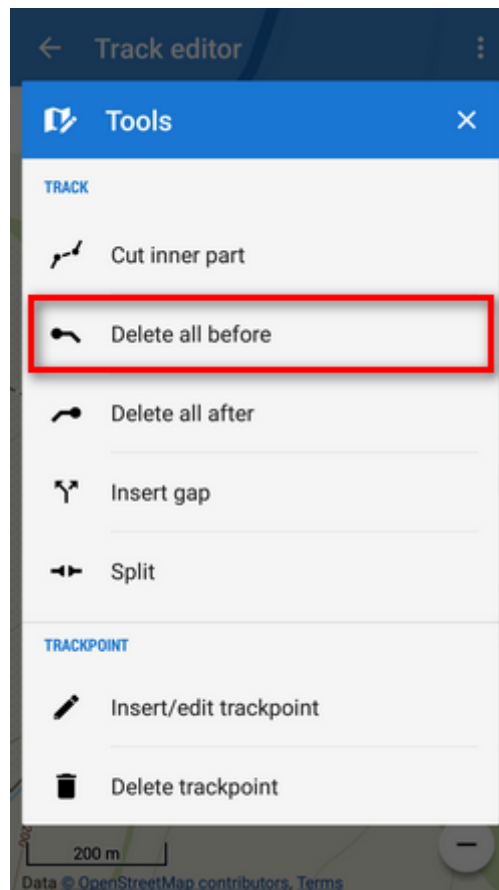 Track editor
Tools
TRACK
Cut inner part
Delete all before
Delete all after
Insert gap
Split
TRACKPOINT
Insert/edit trackpoint
Delete trackpoint
200
200 m
Data © OpenStreetMap contributors, Terms